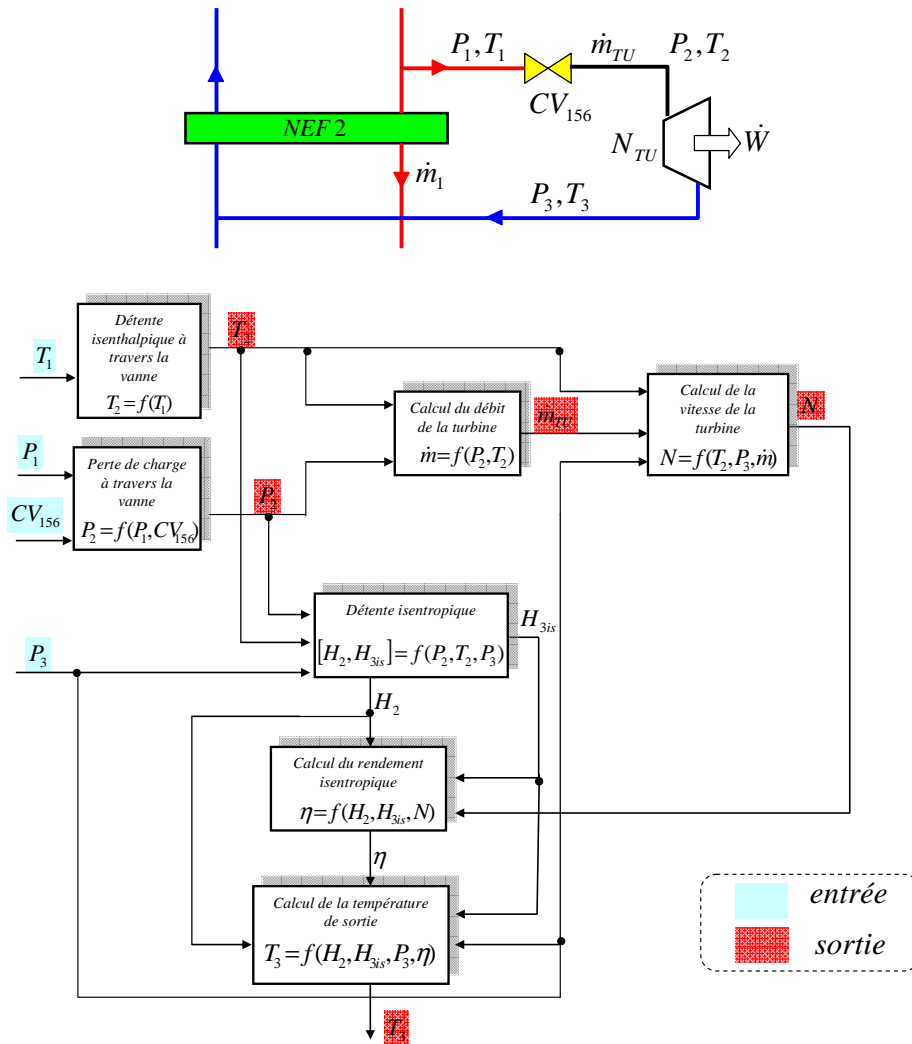 P₁,T₁
ṁ_TU
P₂,T₂
CV₁₅₆
NEF 2
N_TU
Ẇ
ṁ₁
P₃,T₃
Détente
isenthalpique à
travers la
vanne
T₂ = f(T₁)
T₁
T₂
P₁
CV₁₅₆
Perte de charge
à travers la
vanne
P₂ = f(P₁,CV₁₅₆)
P₂
Calcul du débit
de la turbine
ṁ = f(P₂,T₂)
ṁ_TU
Calcul de la
vitesse de la
turbine
N = f(T₂,P₃,ṁ)
N
P₃
Détente isentropique
[H₂,H₃ᵢₛ] = f(P₂,T₂,P₃)
H₃ᵢₛ
H₂
Calcul du rendement
isentropique
η = f(H₂,H₃ᵢₛ,N)
η
Calcul de la température
de sortie
T₃ = f(H₂,H₃ᵢₛ,P₃,η)
T₃
entrée
sortie